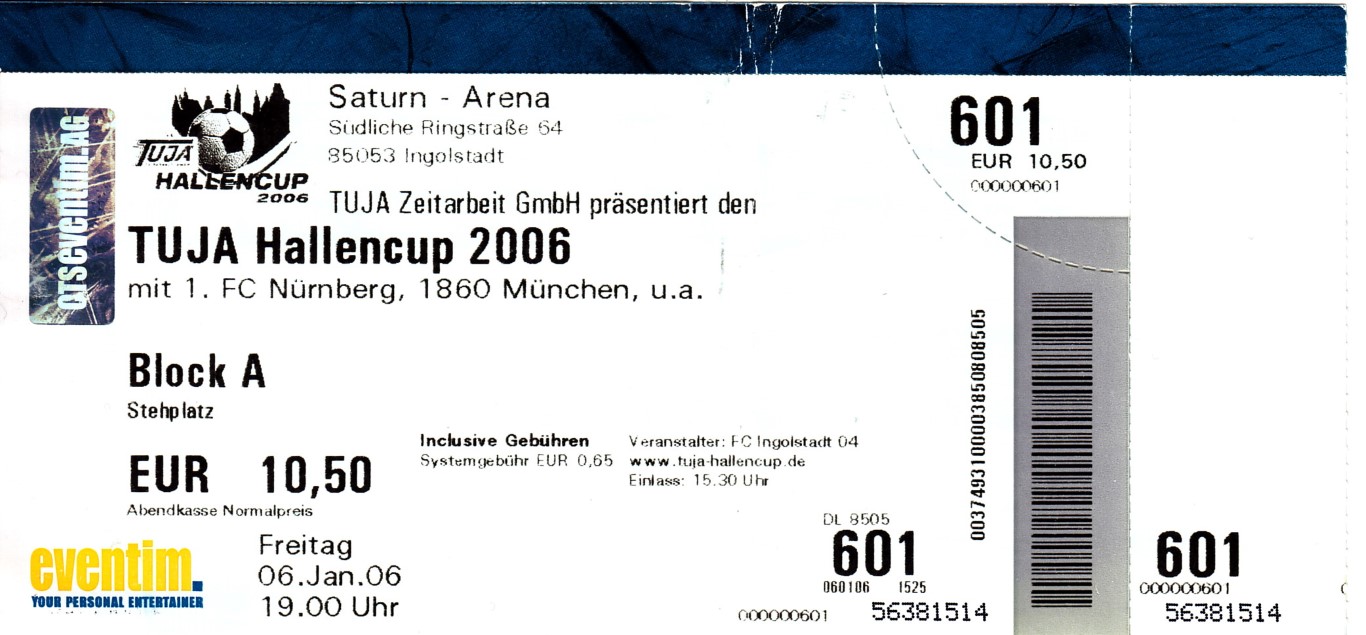 OTSeventim.AG
TUJA
HALLENCUP
2006
Saturn - Arena
Südliche Ringstraße 64
85053 Ingolstadt
TUJA Zeitarbeit GmbH präsentiert den
TUJA Hallencup 2006
mit 1. FC Nürnberg, 1860 München, u.a.
Block A
Stehplatz
EUR 10,50
Abendkasse Normalpreis
Inclusive Gebühren
Systemgebühr EUR 0,65
Veranstalter: FC Ingolstadt 04
www.tuja-hallencup.de
Einlass: 15.30 Uhr
eventim.
YOUR PERSONAL ENTERTAINER
Freitag
06.Jan.06
19.00 Uhr
601
EUR 10,50
000000601
0037493100003850808505
DL 8505
601
060106 1525
000000601 56381514
601
000000601
56381514